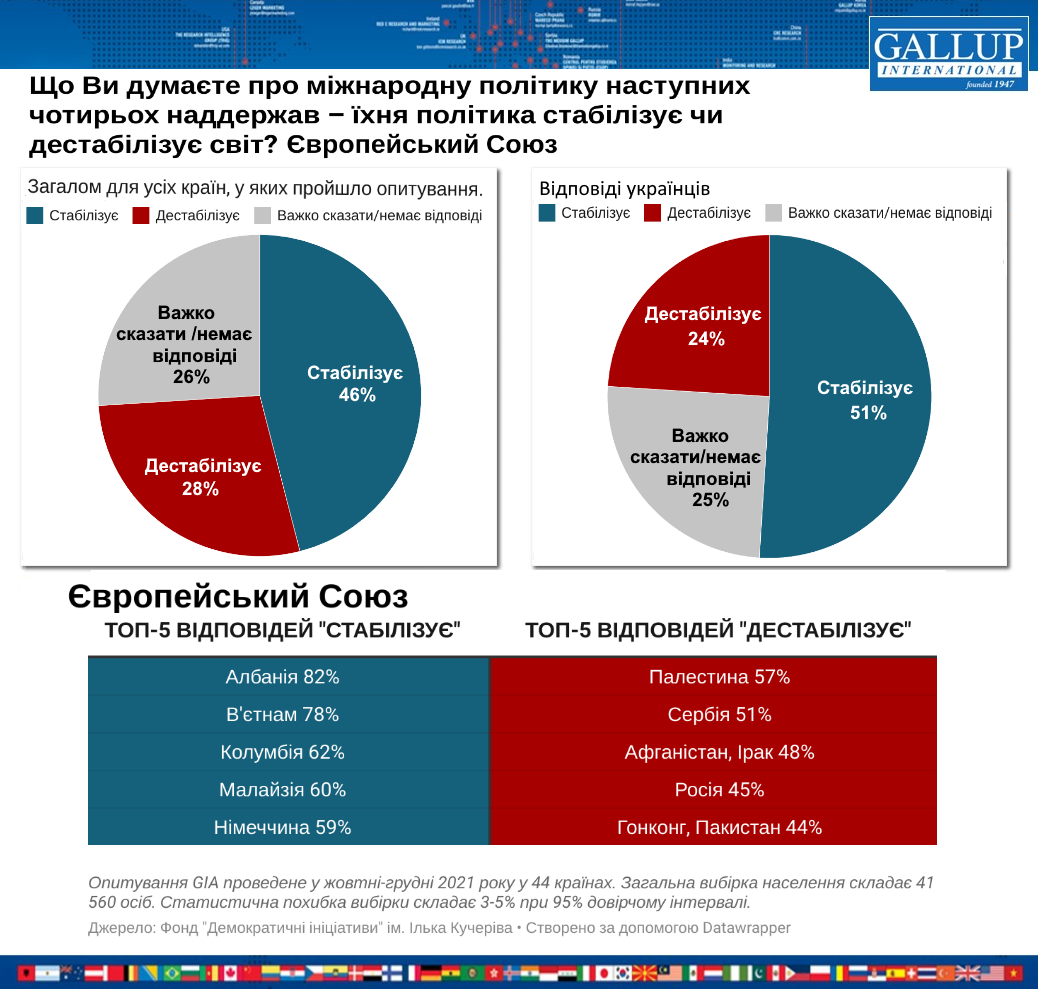 GALLUP
INTERNATIONAL
founded 1947
Що Ви думаєте про міжнародну політику наступних
чотирьох наддержав – їхня політика стабілізує чи
дестабілізує світ? Європейський Союз
Загалом для усіх країн, у яких пройшло опитування.
Стабілізує Дестабілізує Важко сказати/немає відповіді
Важко
сказати /немає
відповіді
26%
Стабілізує
46%
Дестабілізує
28%
Відповіді українців
Стабілізує Дестабілізує Важко сказати/немає відповіді
Дестабілізує
24%
Стабілізує
51%
Важко
сказати/немає
відповіді
25%
Європейський Союз
ТОП-5 ВІДПОВІДЕЙ "СТАБІЛІЗУЄ" ТОП-5 ВІДПОВІДЕЙ "ДЕСТАБІЛІЗУЄ"
Албанія 82% Палестина 57%
В'єтнам 78% Сербія 51%
Колумбія 62% Афганістан, Ірак 48%
Малайзія 60% Росія 45%
Німеччина 59% Гонконг, Пакистан 44%
Опитування GIA проведене у жовтні-грудні 2021 року у 44 країнах. Загальна вибірка населення складає 41
560 осіб. Статистична похибка вибірки складає 3-5% при 95% довірчому інтервалі.
Джерело: Фонд "Демократичні ініціативи" ім. Ілька Кучеріва • Створено за допомогою Datawrapper